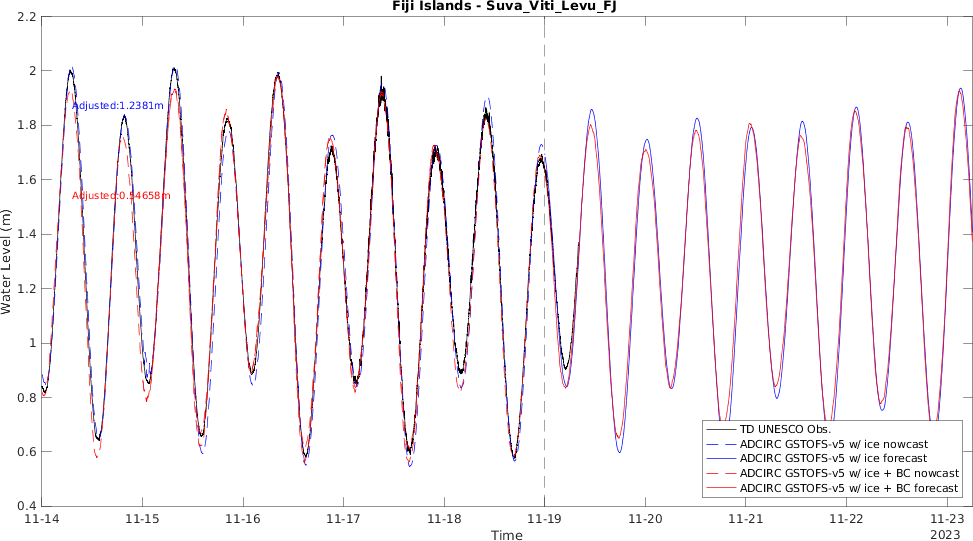 Fiji Islands - Suva_Viti_Levu_FJ
2.2
2
1.8
1.6
1.4
1.2
1
0.8
0.6
0.4
Water Level (m)
Adjusted:1.2381m
Adjusted:0.54658m
TD UNESCO Obs.
ADCIRC GSTOFS-v5 w/ ice nowcast
ADCIRC GSTOFS-v5 w/ ice forecast
ADCIRC GSTOFS-v5 w/ ice + BC nowcast
ADCIRC GSTOFS-v5 w/ ice + BC forecast
11-14 11-15 11-16 11-17 11-18 11-19 11-20 11-21 11-22 11-23
2023
Time